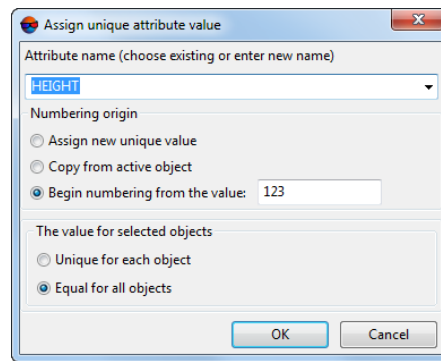 Assign unique attribute value
Attribute name (choose existing or enter new name)
HEIGHT
Numbering origin
Assign new unique value
Copy from active object
Begin numbering from the value: 123
The value for selected objects
Unique for each object
Equal for all objects
OK Cancel